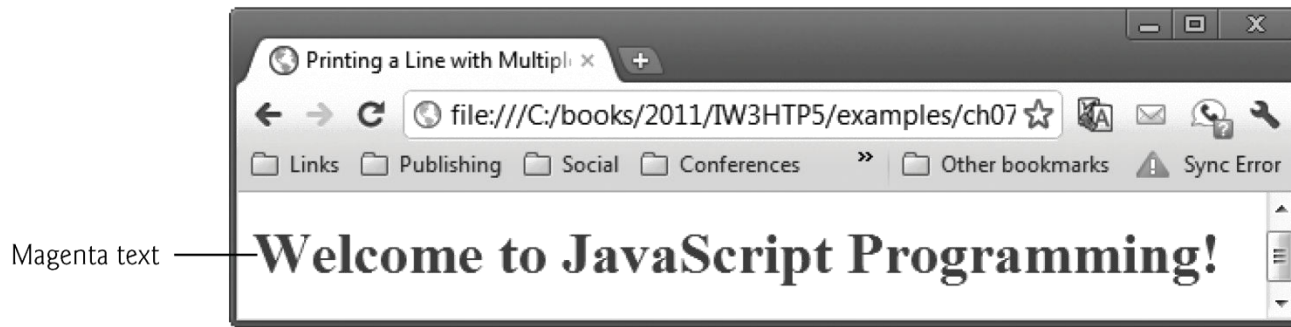 Printing a Line with Multipl
file:///C:/books/2011/IW3HTP5/examples/ch07
Links Publishing Social Conferences » Other bookmarks Sync Error
Magenta text
Welcome to JavaScript Programming!